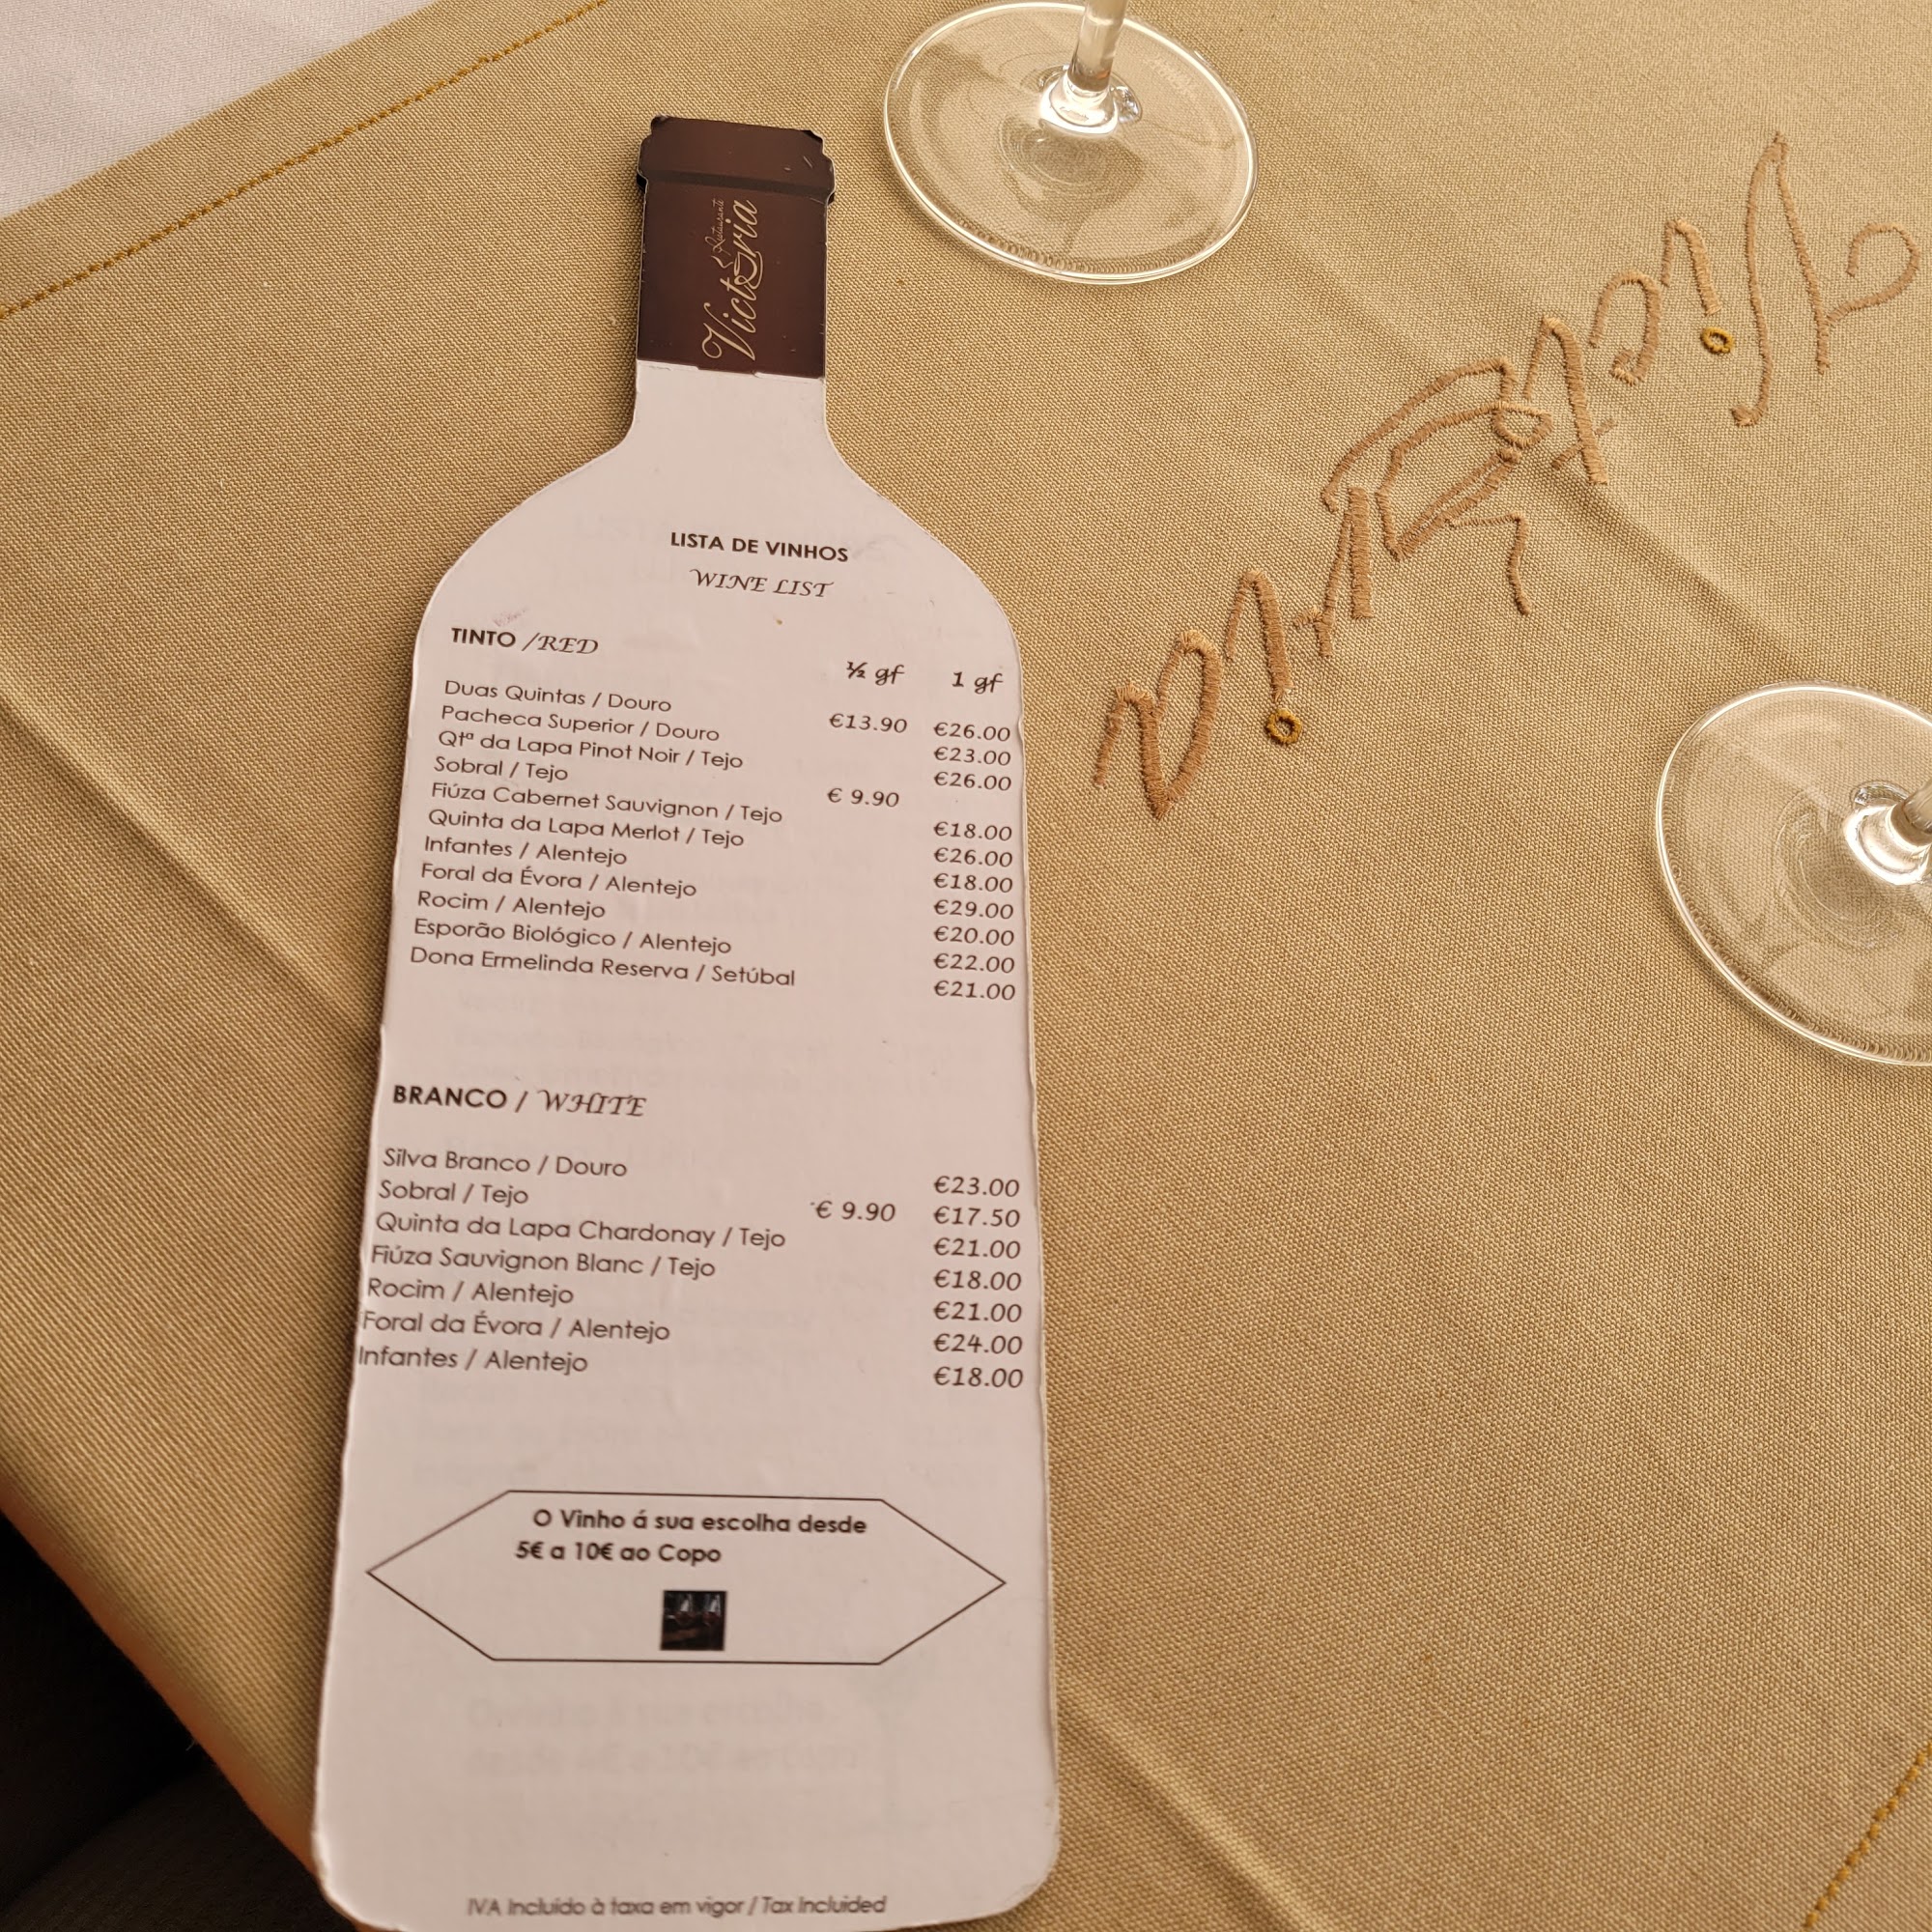 Restaurante
Victoria
LISTA DE VINHOS
WINE LIST
TINTO /RED
½ gf 1 gf
Duas Quintas / Douro €13.90 €26.00
Pacheca Superior / Douro €23.00
Qtª da Lapa Pinot Noir / Tejo €26.00
Sobral / Tejo € 9.90
Fiúza Cabernet Sauvignon / Tejo €18.00
Quinta da Lapa Merlot / Tejo €26.00
Infantes / Alentejo €18.00
Foral da Évora / Alentejo €29.00
Rocim / Alentejo €20.00
Esporão Biológico / Alentejo €22.00
Dona Ermelinda Reserva / Setúbal €21.00
BRANCO / WHITE
Silva Branco / Douro €23.00
Sobral / Tejo € 9.90 €17.50
Quinta da Lapa Chardonay / Tejo €21.00
Fiúza Sauvignon Blanc / Tejo €18.00
Rocim / Alentejo €21.00
Foral da Évora / Alentejo €24.00
Infantes / Alentejo €18.00
O Vinho á sua escolha desde
5€ a 10€ ao Copo
IVA Incluído à taxa em vigor / Tax Incluided
Victoria